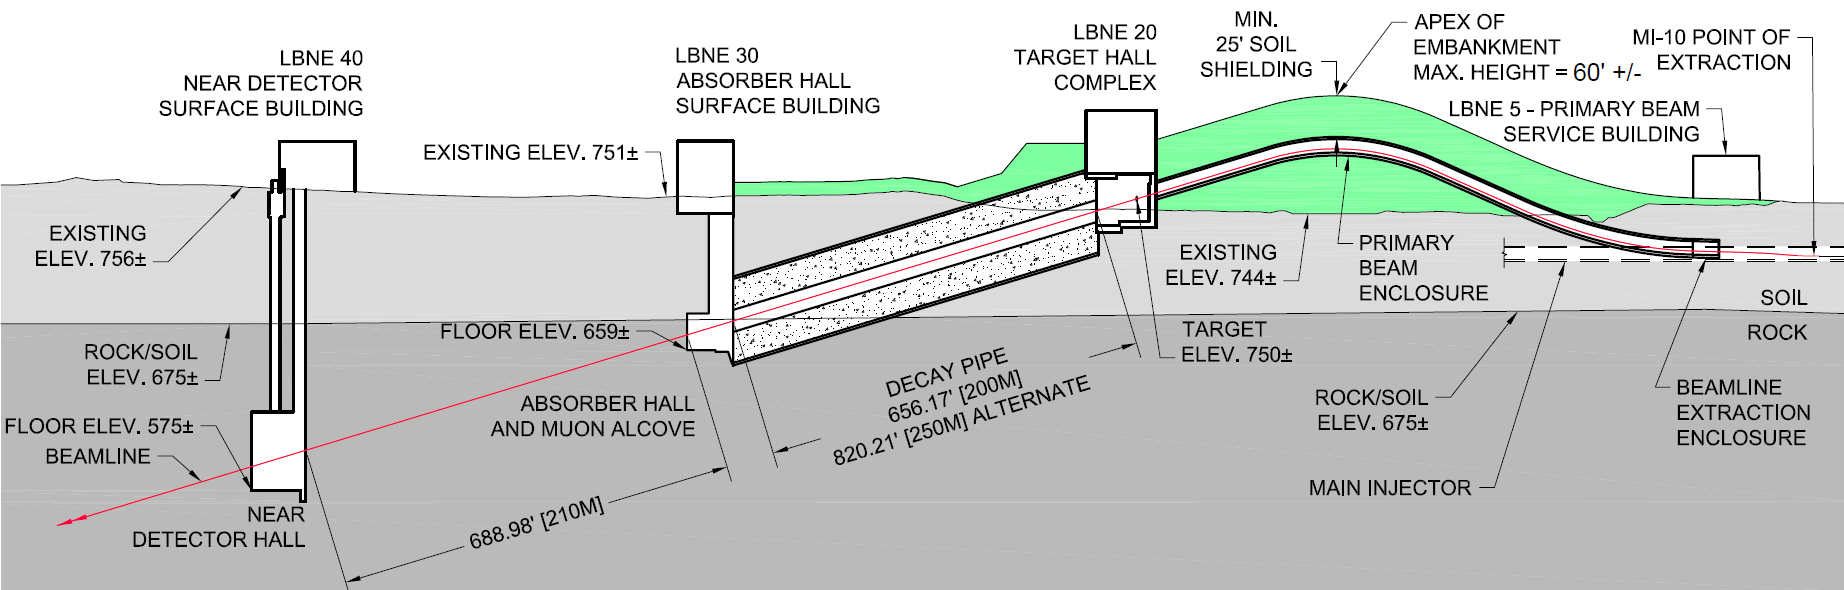 LBNE 40
NEAR DETECTOR
SURFACE BUILDING
LBNE 30
ABSORBER HALL
SURFACE BUILDING
LBNE 20
TARGET HALL
COMPLEX
MIN.
25' SOIL
SHIELDING
APEX OF
EMBANKMENT
MAX. HEIGHT = 60' +/-
MI-10 POINT OF
EXTRACTION
LBNE 5 - PRIMARY BEAM
SERVICE BUILDING
EXISTING ELEV. 751±
EXISTING
ELEV. 756±
EXISTING
ELEV. 744±
PRIMARY
BEAM
ENCLOSURE
SOIL
ROCK
FLOOR ELEV. 659±
TARGET
ELEV. 750±
ROCK/SOIL
ELEV. 675±
DECAY PIPE
656.17' [200M]
820.21' [250M] ALTERNATE
ROCK/SOIL
ELEV. 675±
BEAMLINE
EXTRACTION
ENCLOSURE
ABSORBER HALL
AND MUON ALCOVE
FLOOR ELEV. 575±
BEAMLINE
MAIN INJECTOR
688.98' [210M]
NEAR
DETECTOR HALL